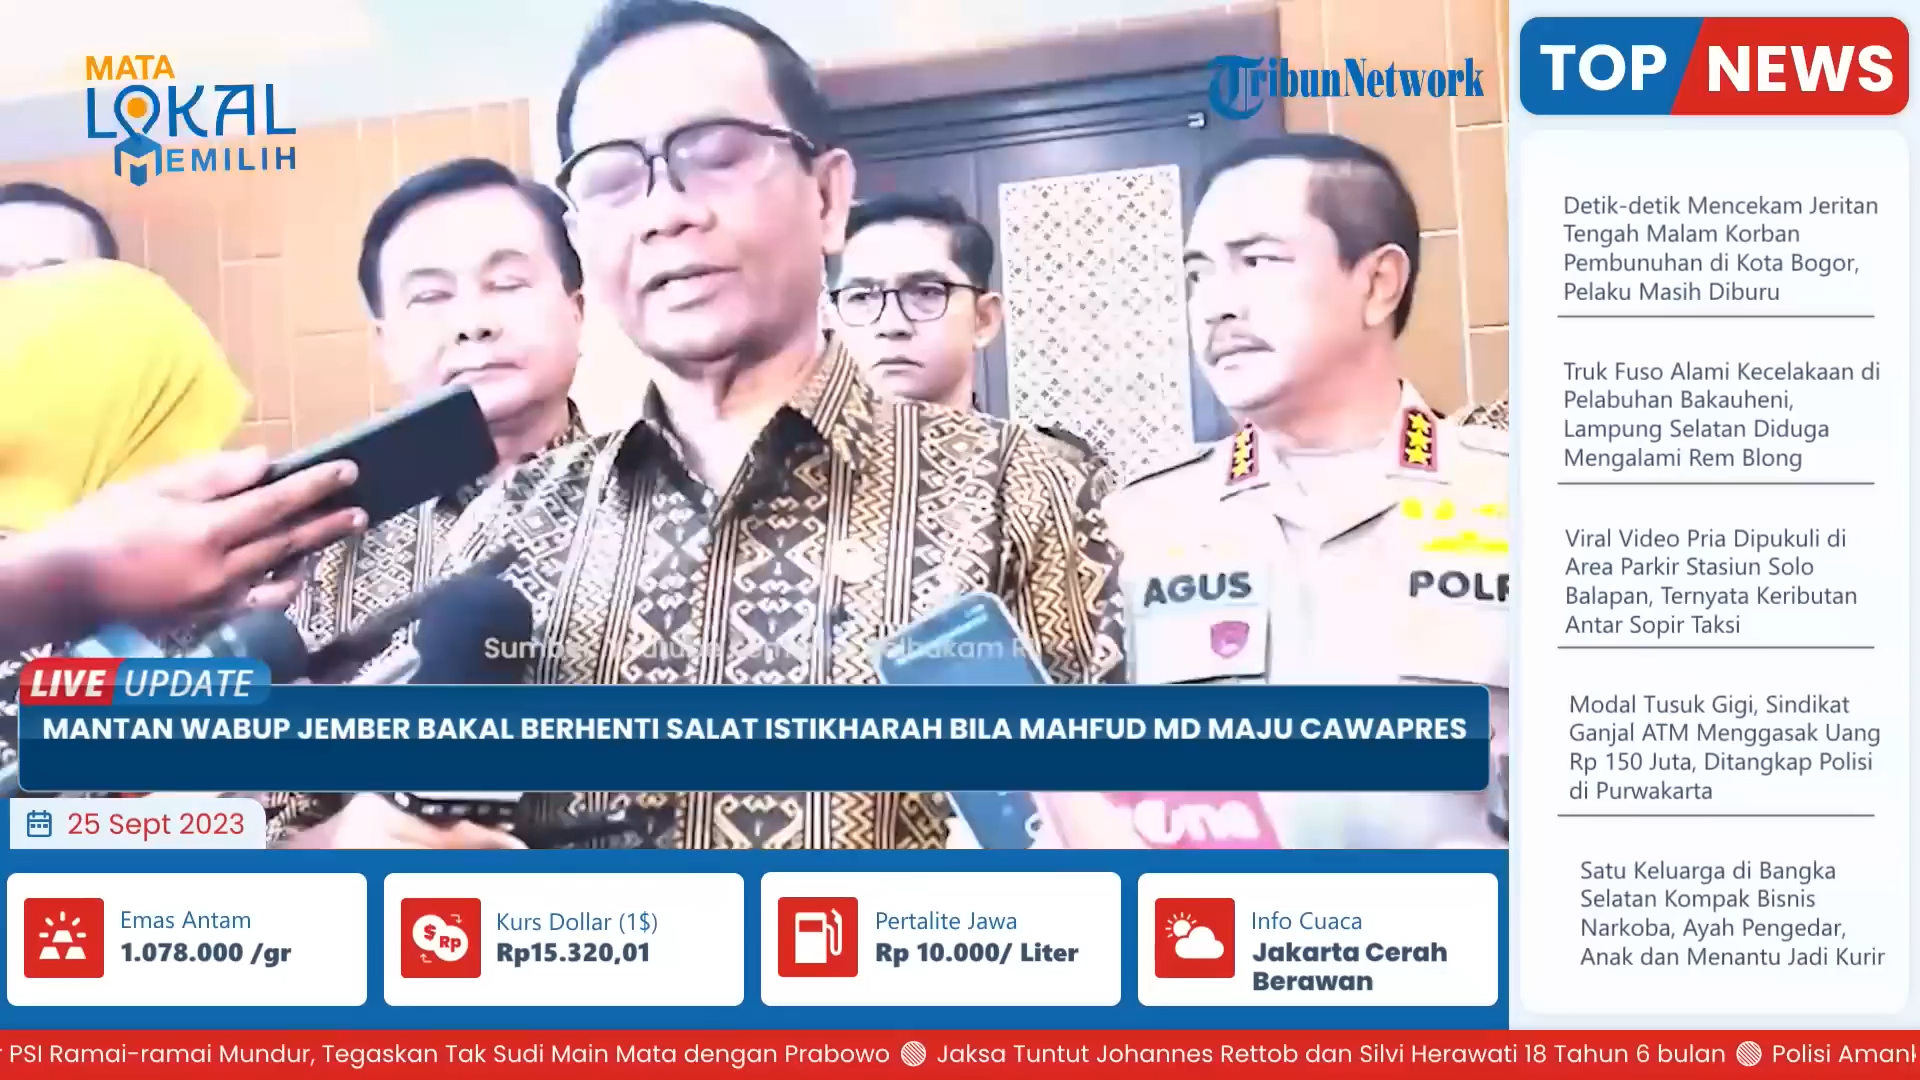 MATA
LOKAL
MEMILIH
TribunNetwork
TOP NEWS
Detik-detik Mencekam Jeritan
Tengah Malam Korban
Pembunuhan di Kota Bogor,
Pelaku Masih Diburu
Truk Fuso Alami Kecelakaan di
Pelabuhan Bakauheni,
Lampung Selatan Diduga
Mengalami Rem Blong
Viral Video Pria Dipukuli di
Area Parkir Stasiun Solo
Balapan, Ternyata Keributan
Antar Sopir Taksi
Modal Tusuk Gigi, Sindikat
Ganjal ATM Menggasak Uang
Rp 150 Juta, Ditangkap Polisi
di Purwakarta
Satu Keluarga di Bangka
Selatan Kompak Bisnis
Narkoba, Ayah Pengedar,
Anak dan Menantu Jadi Kurir
AGUS
POLR
LIVE UPDATE
MANTAN WABUP JEMBER BAKAL BERHENTI SALAT ISTIKHARAH BILA MAHFUD MD MAJU CAWAPRES
25 Sept 2023
Emas Antam
1.078.000 /gr
Kurs Dollar (1$)
Rp15.320,01
Pertalite Jawa
Rp 10.000/ Liter
Info Cuaca
Jakarta Cerah
Berawan
PSI Ramai-ramai Mundur, Tegaskan Tak Sudi Main Mata dengan Prabowo Jaksa Tuntut Johannes Rettob dan Silvi Herawati 18 Tahun 6 bulan Polisi Amank